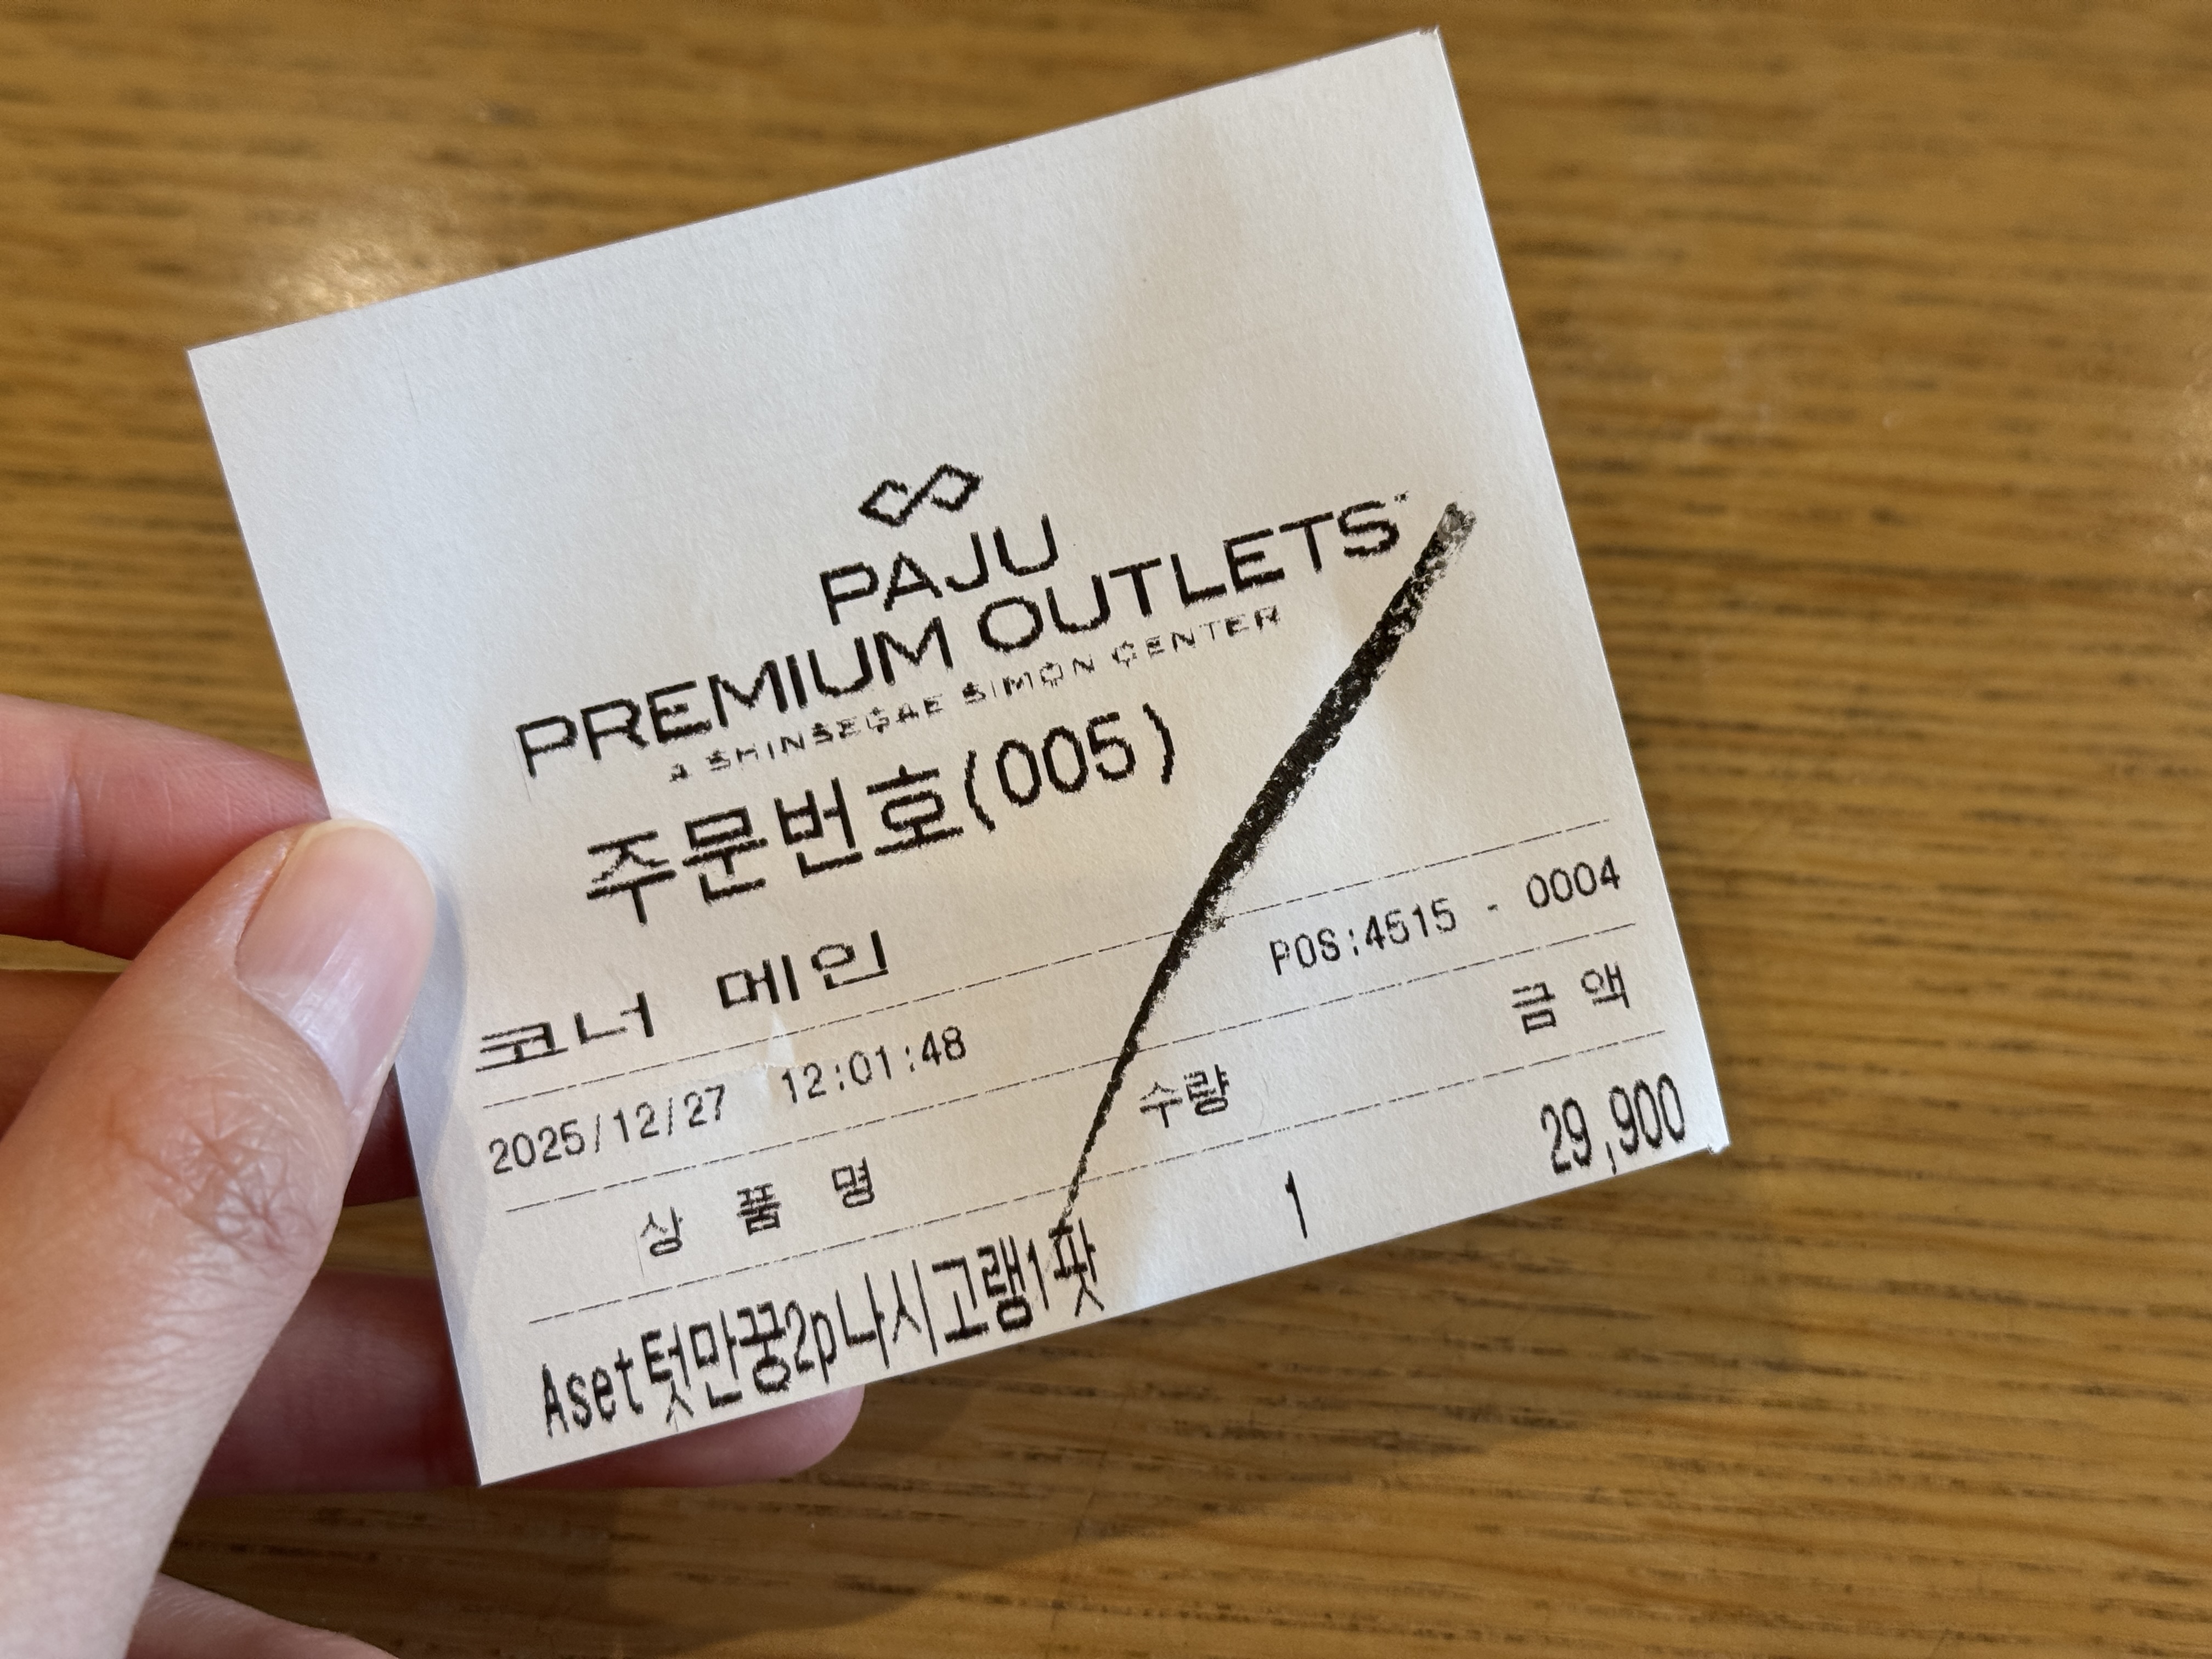 PAJU
PREMIUM OUTLETS
A SHINSEGAE SIMON CENTER
주문번호(005)
코너 메인
2025/12/27 12:01:48 POS:4515 - 0004
상 품 명 수량 금 액
Aset텃만꿍2p나시고랭1팟 1 29,900